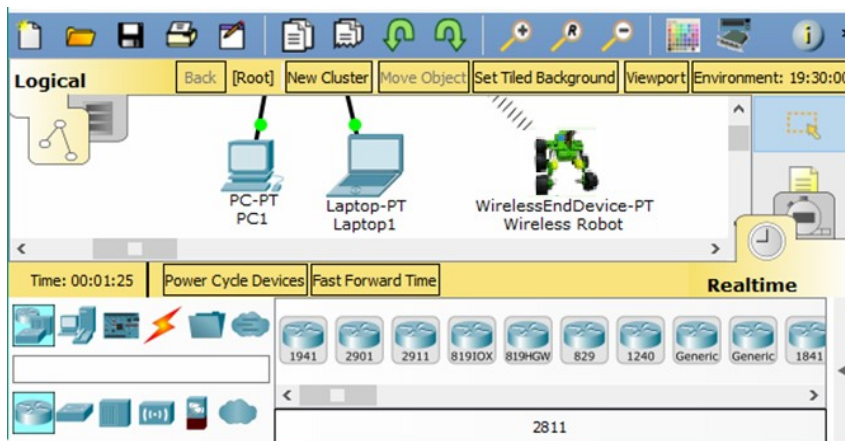 R
i
Logical
Back [Root] New Cluster Move Object Set Tiled Background Viewport Environment: 19:30:00
PC-PT
PC1
Laptop-PT
Laptop1
WirelessEndDevice-PT
Wireless Robot
Time: 00:01:25 Power Cycle Devices Fast Forward Time
Realtime
1941 2901 2911 819IOX 819HGW 829 1240 Generic Generic 1841
2811